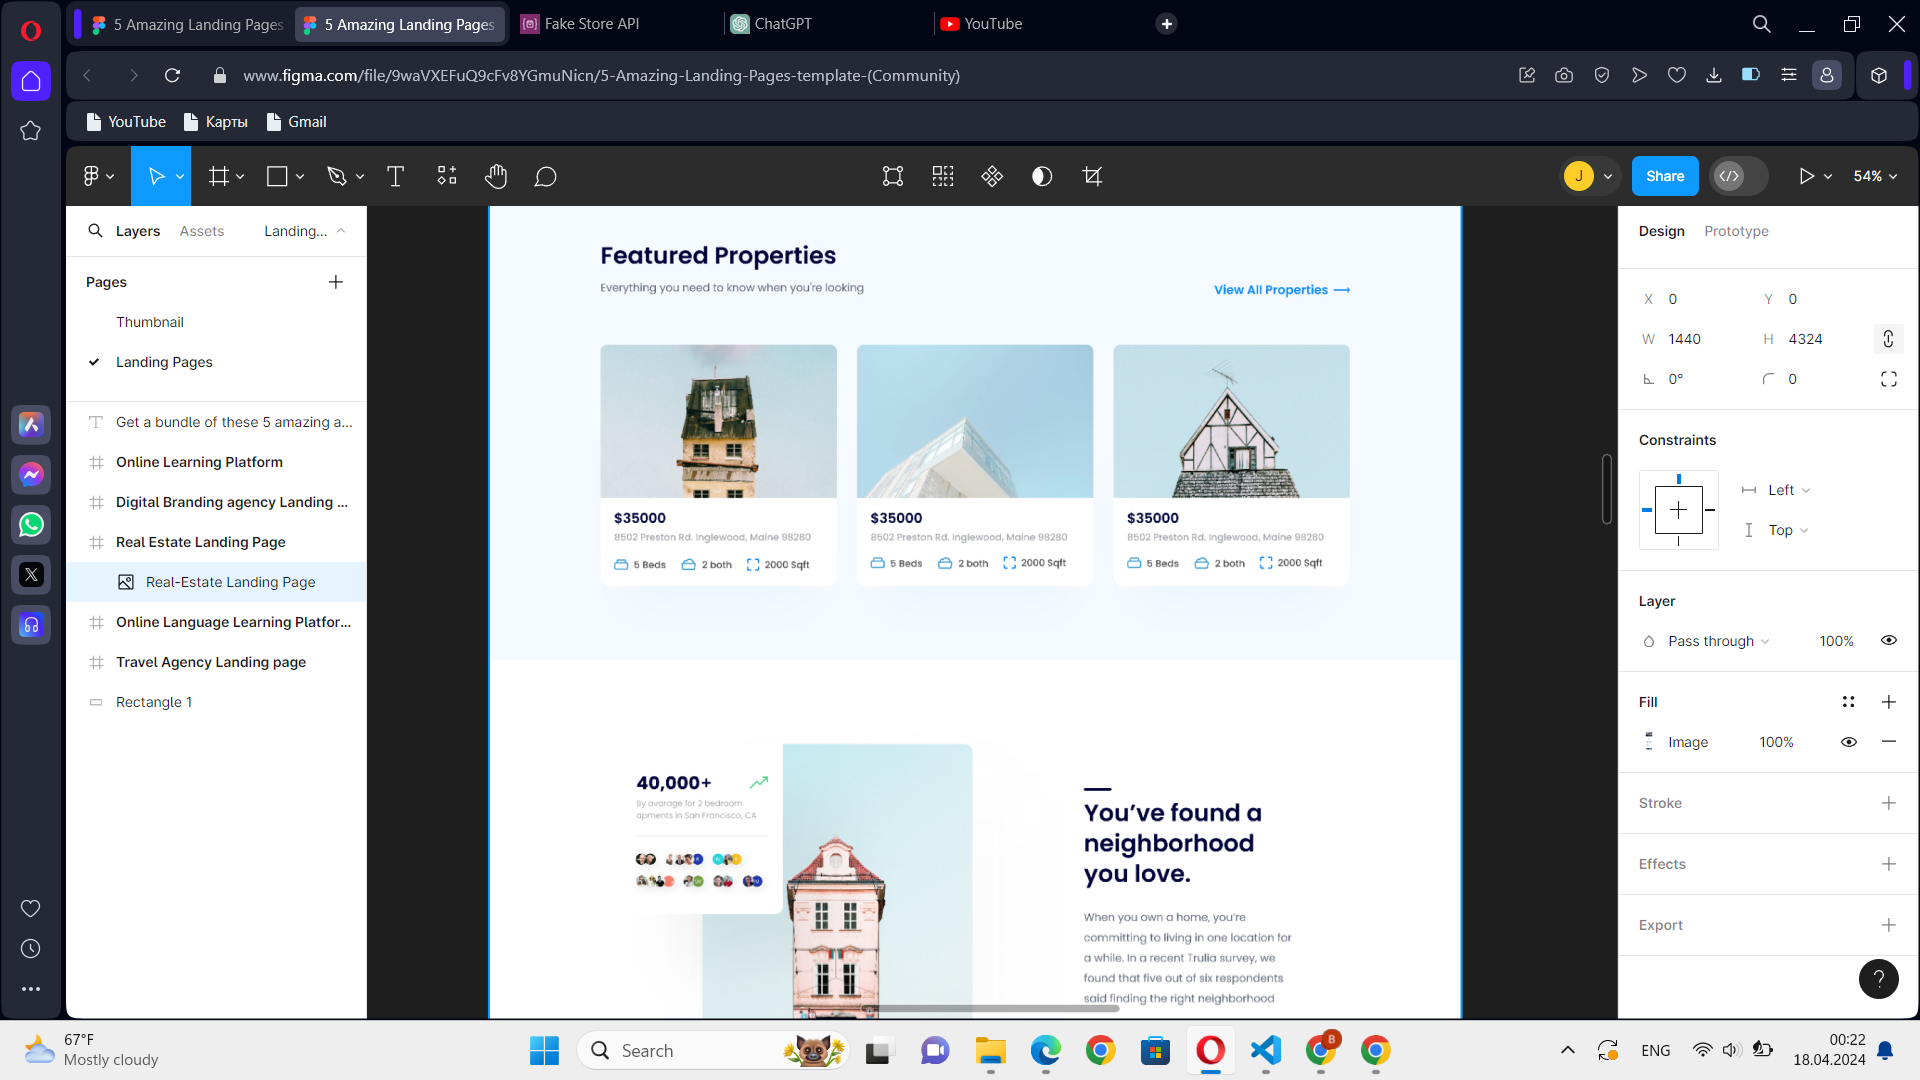 5 Amazing Landing Pages
5 Amazing Landing Pages
Fake Store API
ChatGPT
YouTube
www.figma.com/file/9waVXEFuQ9cFv8YGmuNicn/5-Amazing-Landing-Pages-template-(Community)
YouTube
Карты
Gmail
J
Share
54%
Layers
Assets
Landing...
Pages
Thumbnail
Landing Pages
Get a bundle of these 5 amazing a...
Online Learning Platform
Digital Branding agency Landing ...
Real Estate Landing Page
Real-Estate Landing Page
Online Language Learning Platfor...
Travel Agency Landing page
Rectangle 1
Featured Properties
Everything you need to know when you're looking
View All Properties
$35000
8502 Preston Rd. Inglewood, Maine 98280
5 Beds
2 both
2000 Sqft
$35000
8502 Preston Rd. Inglewood, Maine 98280
5 Beds
2 both
2000 Sqft
$35000
8502 Preston Rd. Inglewood, Maine 98280
5 Beds
2 both
2000 Sqft
40,000+
By avarage for 2 bedroom
apments in San Francisco, CA
You've found a
neighborhood
you love.
When you own a home, you're
committing to living in one location for
a while. In a recent Trulia survey, we
found that five out of six respondents
said finding the right neighborhood
Design
Prototype
X 0
Y 0
W 1440
H 4324
0°
0
Constraints
Left
Top
Layer
Pass through
100%
Fill
Image
100%
Stroke
Effects
Export
?
67°F
Mostly cloudy
Search
B
ENG
00:22
18.04.2024